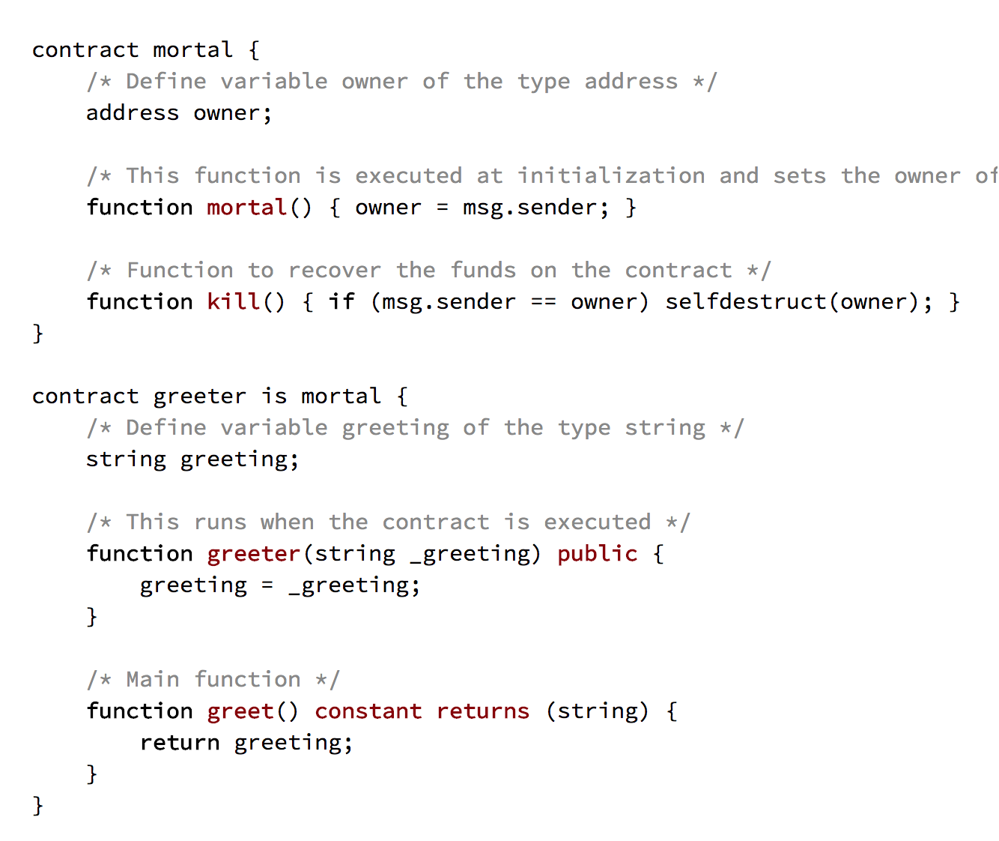 contract mortal {
    /* Define variable owner of the type address */
    address owner;

    /* This function is executed at initialization and sets the owner of
    function mortal() { owner = msg.sender; }

    /* Function to recover the funds on the contract */
    function kill() { if (msg.sender == owner) selfdestruct(owner); }
}

contract greeter is mortal {
    /* Define variable greeting of the type string */
    string greeting;

    /* This runs when the contract is executed */
    function greeter(string _greeting) public {
        greeting = _greeting;
    }

    /* Main function */
    function greet() constant returns (string) {
        return greeting;
    }
}